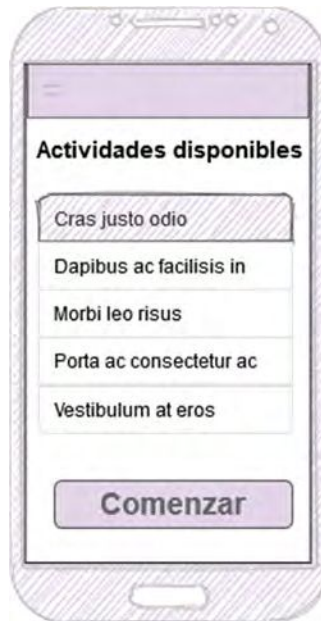 Actividades disponibles
Cras justo odio
Dapibus ac facilisis in
Morbi leo risus
Porta ac consectetur ac
Vestibulum at eros
Comenzar